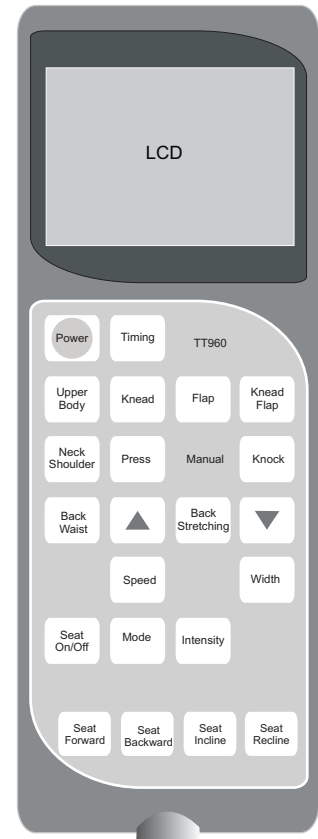 LCD
Power
Timing
TT960
Upper
Body
Knead
Flap
Knead
Flap
Neck
Shoulder
Press
Manual
Knock
Back
Waist
Back
Stretching
Speed
Width
Seat
On/Off
Mode
Intensity
Seat
Forward
Seat
Backward
Seat
Incline
Seat
Recline